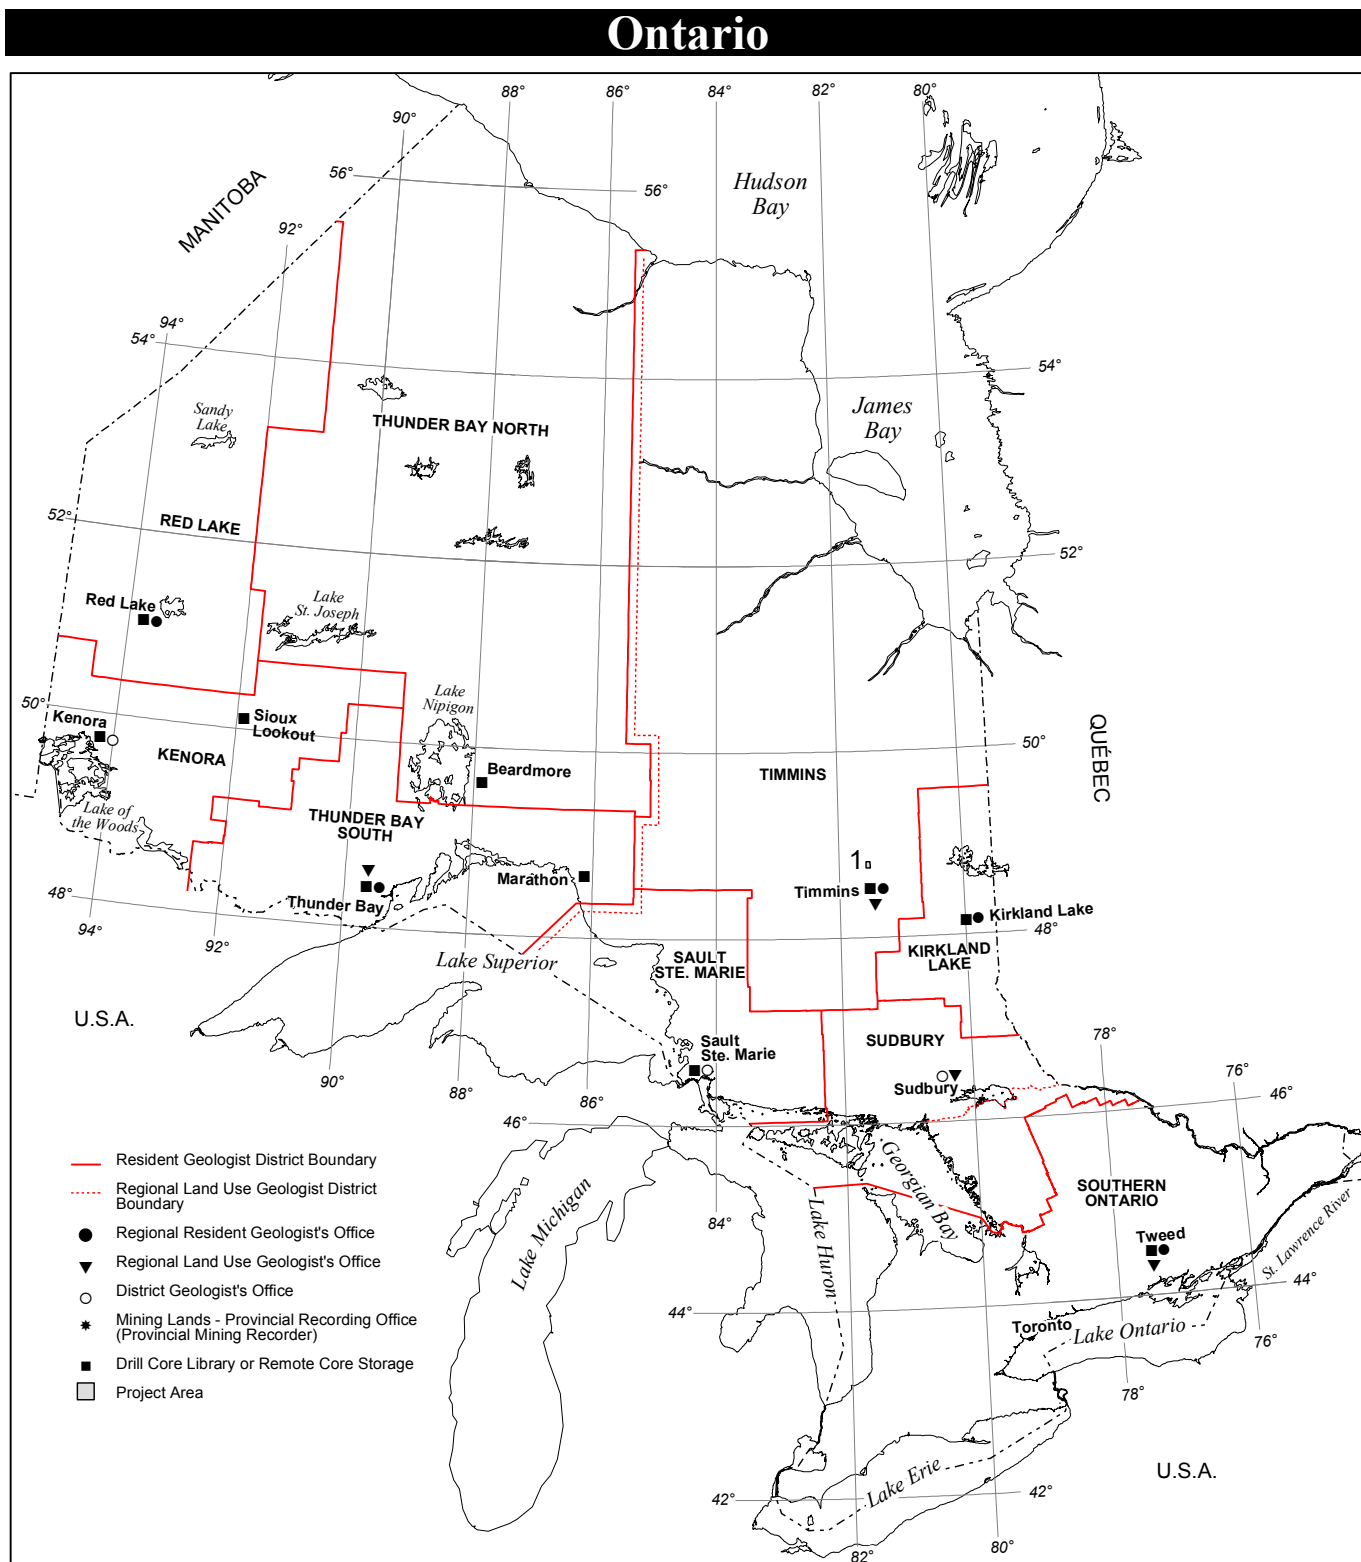 Ontario
88°
86°
84°
82°
80°
90°
56°
56°
Hudson
Bay
MANITOBA
92°
94°
54°
54°
Sandy
Lake
THUNDER BAY NORTH
James
Bay
52°
RED LAKE
52°
Red Lake
Lake
St. Joseph
50°
Kenora
Sioux
Lookout
Lake
Nipigon
50°
QUÉBEC
KENORA
Beardmore
TIMMINS
Lake of
the Woods
THUNDER BAY
SOUTH
1
Marathon
Timmins
48°
Thunder Bay
Kirkland Lake
94°
92°
48°
Lake Superior
SAULT
STE. MARIE
KIRKLAND
LAKE
U.S.A.
Sault
Ste. Marie
SUDBURY
78°
76°
90°
88°
86°
Sudbury
46°
46°
Resident Geologist District Boundary
Regional Land Use Geologist District
Boundary
Regional Resident Geologist's Office
Regional Land Use Geologist's Office
District Geologist's Office
Mining Lands - Provincial Recording Office
(Provincial Mining Recorder)
Drill Core Library or Remote Core Storage
Project Area
Lake Michigan
84°
Lake Huron
Georgian Bay
SOUTHERN
ONTARIO
Tweed
St. Lawrence River
44°
44°
Toronto
Lake Ontario
76°
78°
Lake Erie
U.S.A.
42°
42°
82°
80°